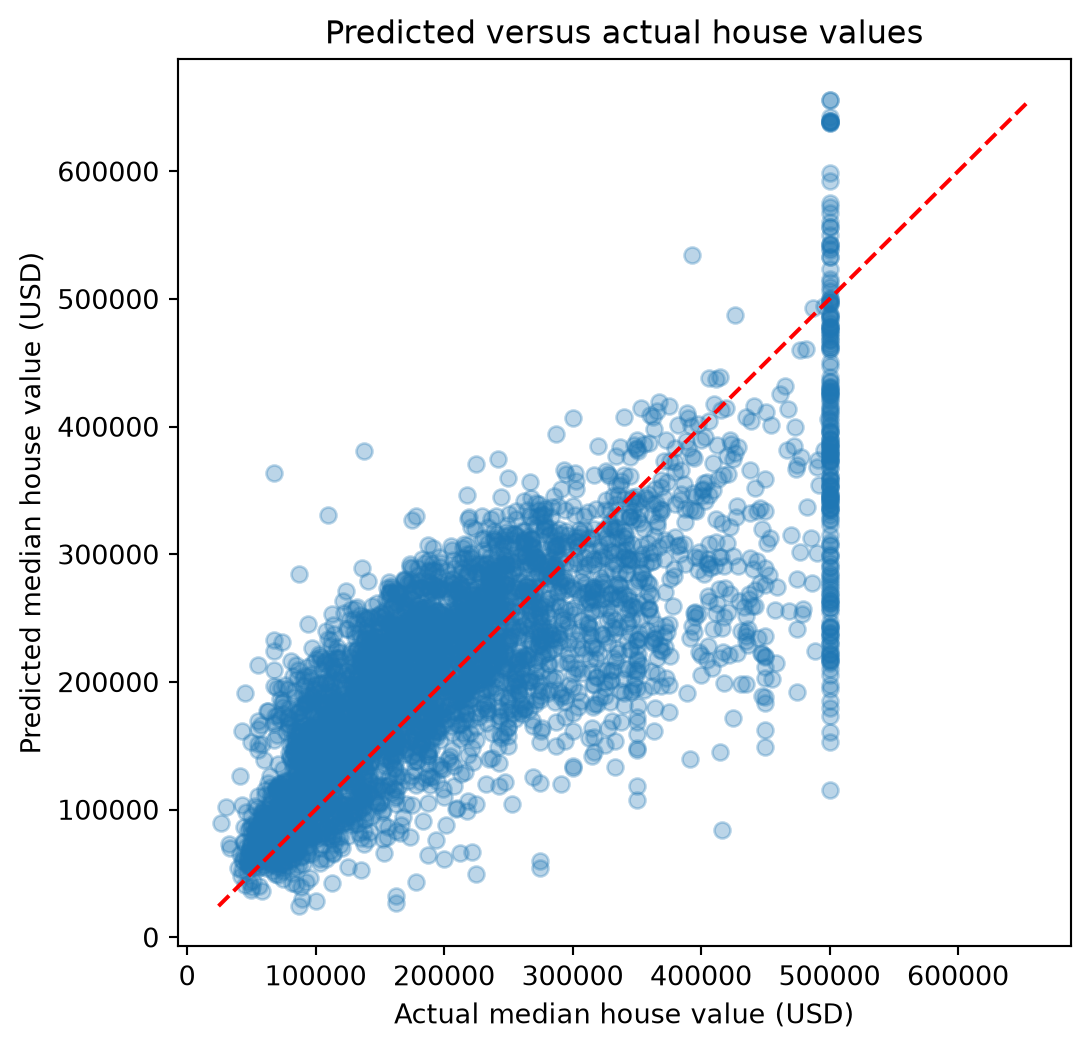 Predicted versus actual house values
Predicted median house value (USD)
600000
500000
400000
300000
200000
100000
0
0 100000 200000 300000 400000 500000 600000
Actual median house value (USD)